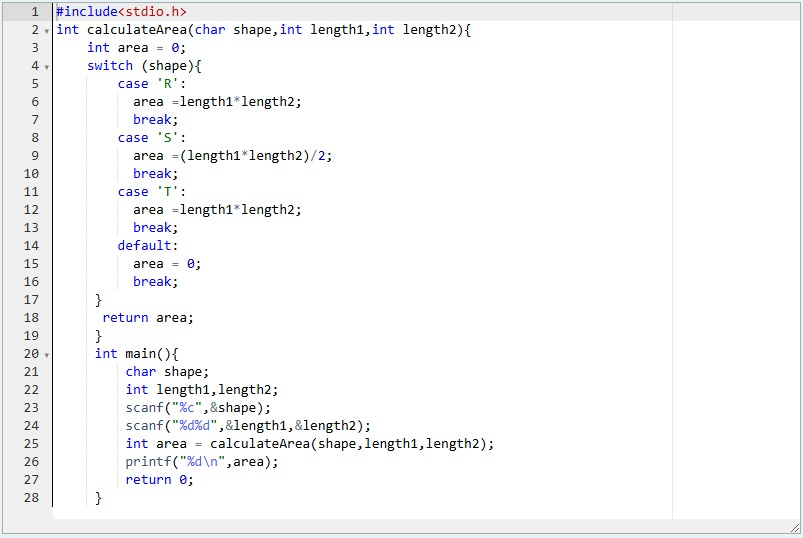 1 #include<stdio.h>
2 int calculateArea(char shape,int length1,int length2){
3     int area = 0;
4     switch (shape){
5         case 'R':
6           area =length1*length2;
7           break;
8         case 'S':
9           area =(length1*length2)/2;
10           break;
11         case 'T':
12           area =length1*length2;
13           break;
14         default:
15           area = 0;
16           break;
17      }
18       return area;
19      }
20      int main(){
21          char shape;
22          int length1,length2;
23          scanf("%c",&shape);
24          scanf("%d%d",&length1,&length2);
25          int area = calculateArea(shape,length1,length2);
26          printf("%d\n",area);
27          return 0;
28      }